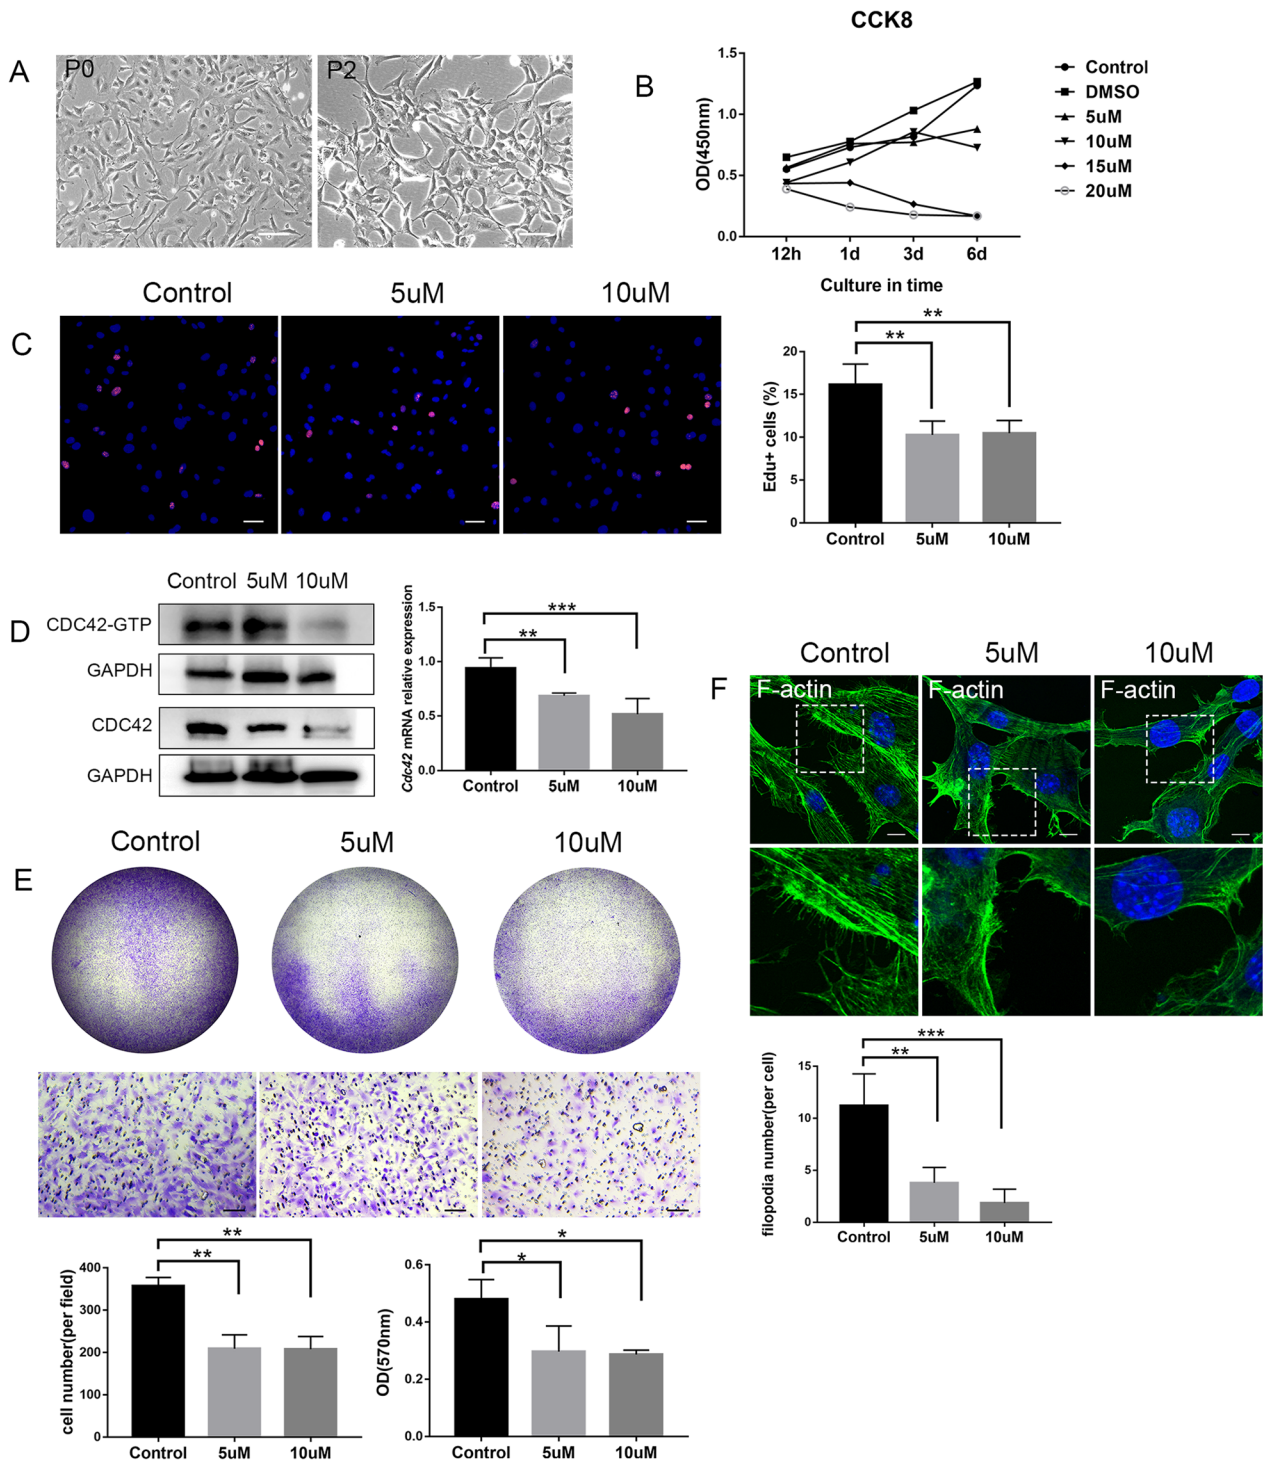 A
P0
P2
B
CCK8
OD(450nm)
1.5
1.0
0.5
0.0
12h
1d
3d
6d
Culture in time
Control
DMSO
5uM
10uM
15uM
20uM
C
Control
5uM
10uM
**
**
Edu+ cells (%)
20
15
10
5
0
Control
5uM
10uM
D
Control 5uM 10uM
CDC42-GTP
GAPDH
CDC42
GAPDH
***
**
Cdc42 mRNA relative expression
1.5
1.0
0.5
0.0
Control
5uM
10uM
E
Control
5uM
10uM
**
**
cell number(per field)
400
300
200
100
0
Control
5uM
10uM
*
*
OD(570nm)
0.6
0.4
0.2
0.0
Control
5uM
10uM
F
Control
5uM
10uM
F-actin
F-actin
F-actin
***
**
filopodia number(per cell)
15
10
5
0
Control
5uM
10uM